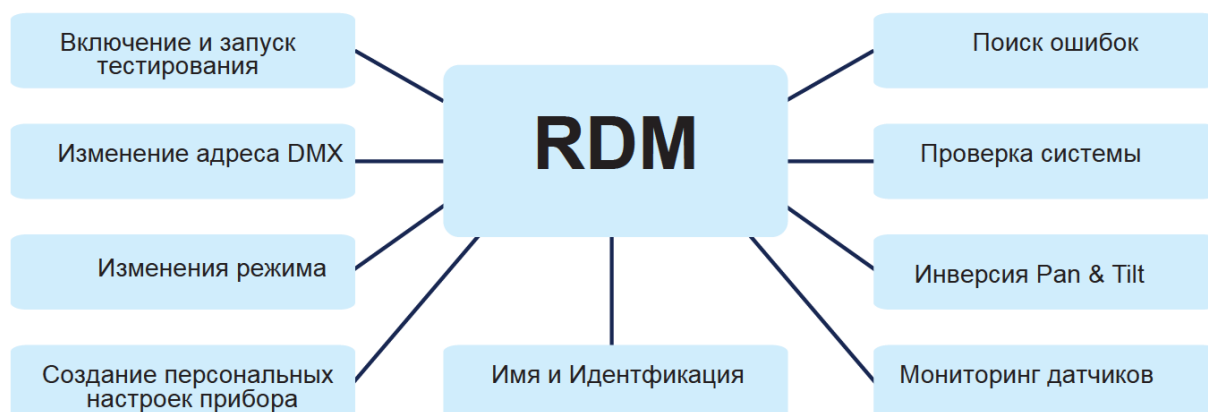 Включение и запуск
тестирования
Поиск ошибок
RDM
Изменение адреса DMX
Проверка системы
Изменения режима
Инверсия Pan & Tilt
Создание персональных
настроек прибора
Имя и Идентфикация
Мониторинг датчиков